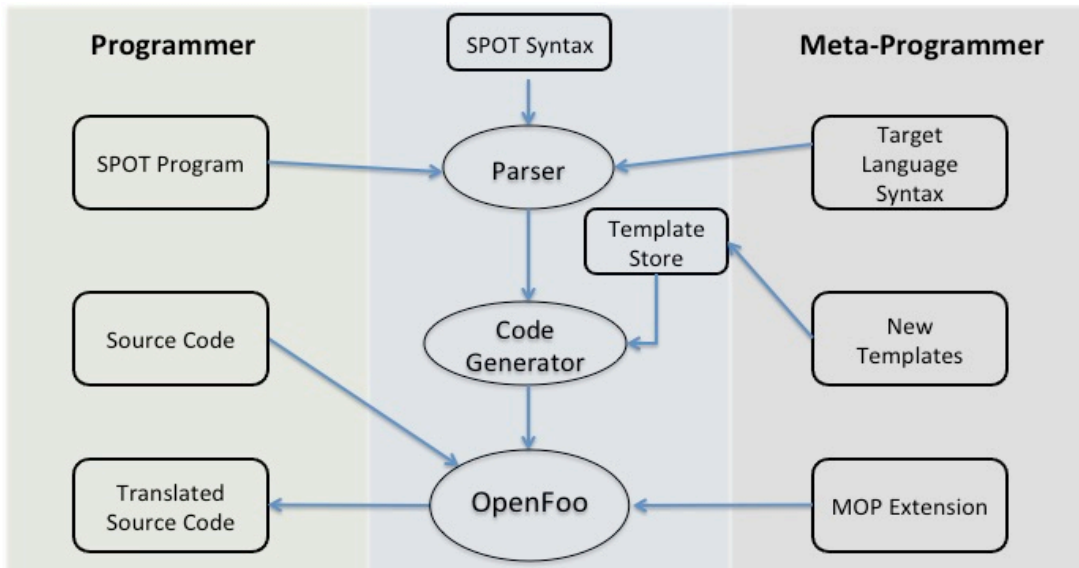 Programmer
SPOT Syntax
Meta-Programmer
SPOT Program
Parser
Target
Language
Syntax
Template
Store
Source Code
Code
Generator
New
Templates
Translated
Source Code
OpenFoo
MOP Extension